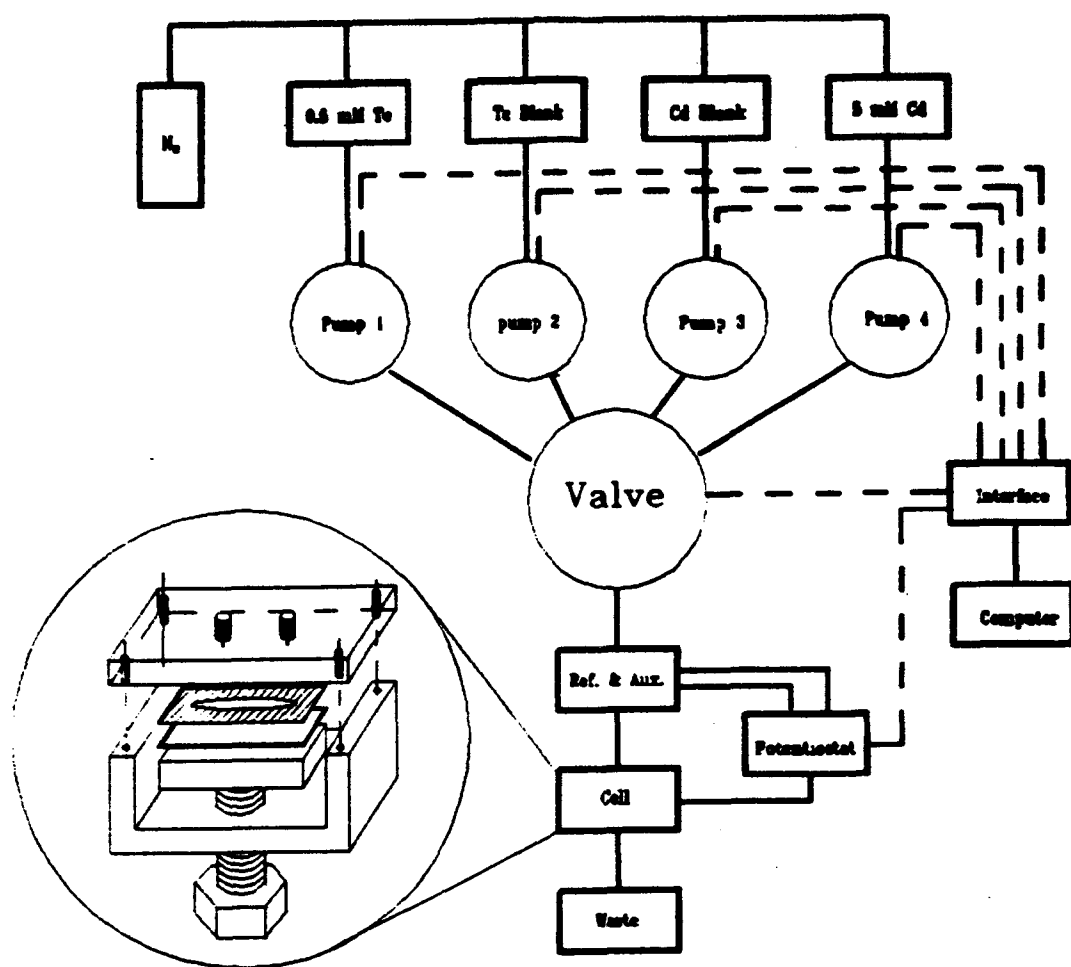 N₂
0.5 mM Te
Te Blank
Cd Blank
5 mM Cd
Pump 1
pump 2
Pump 3
Pump 4
Valve
Interface
Computer
Ref. & Aux.
Potentiostat
Cell
Waste